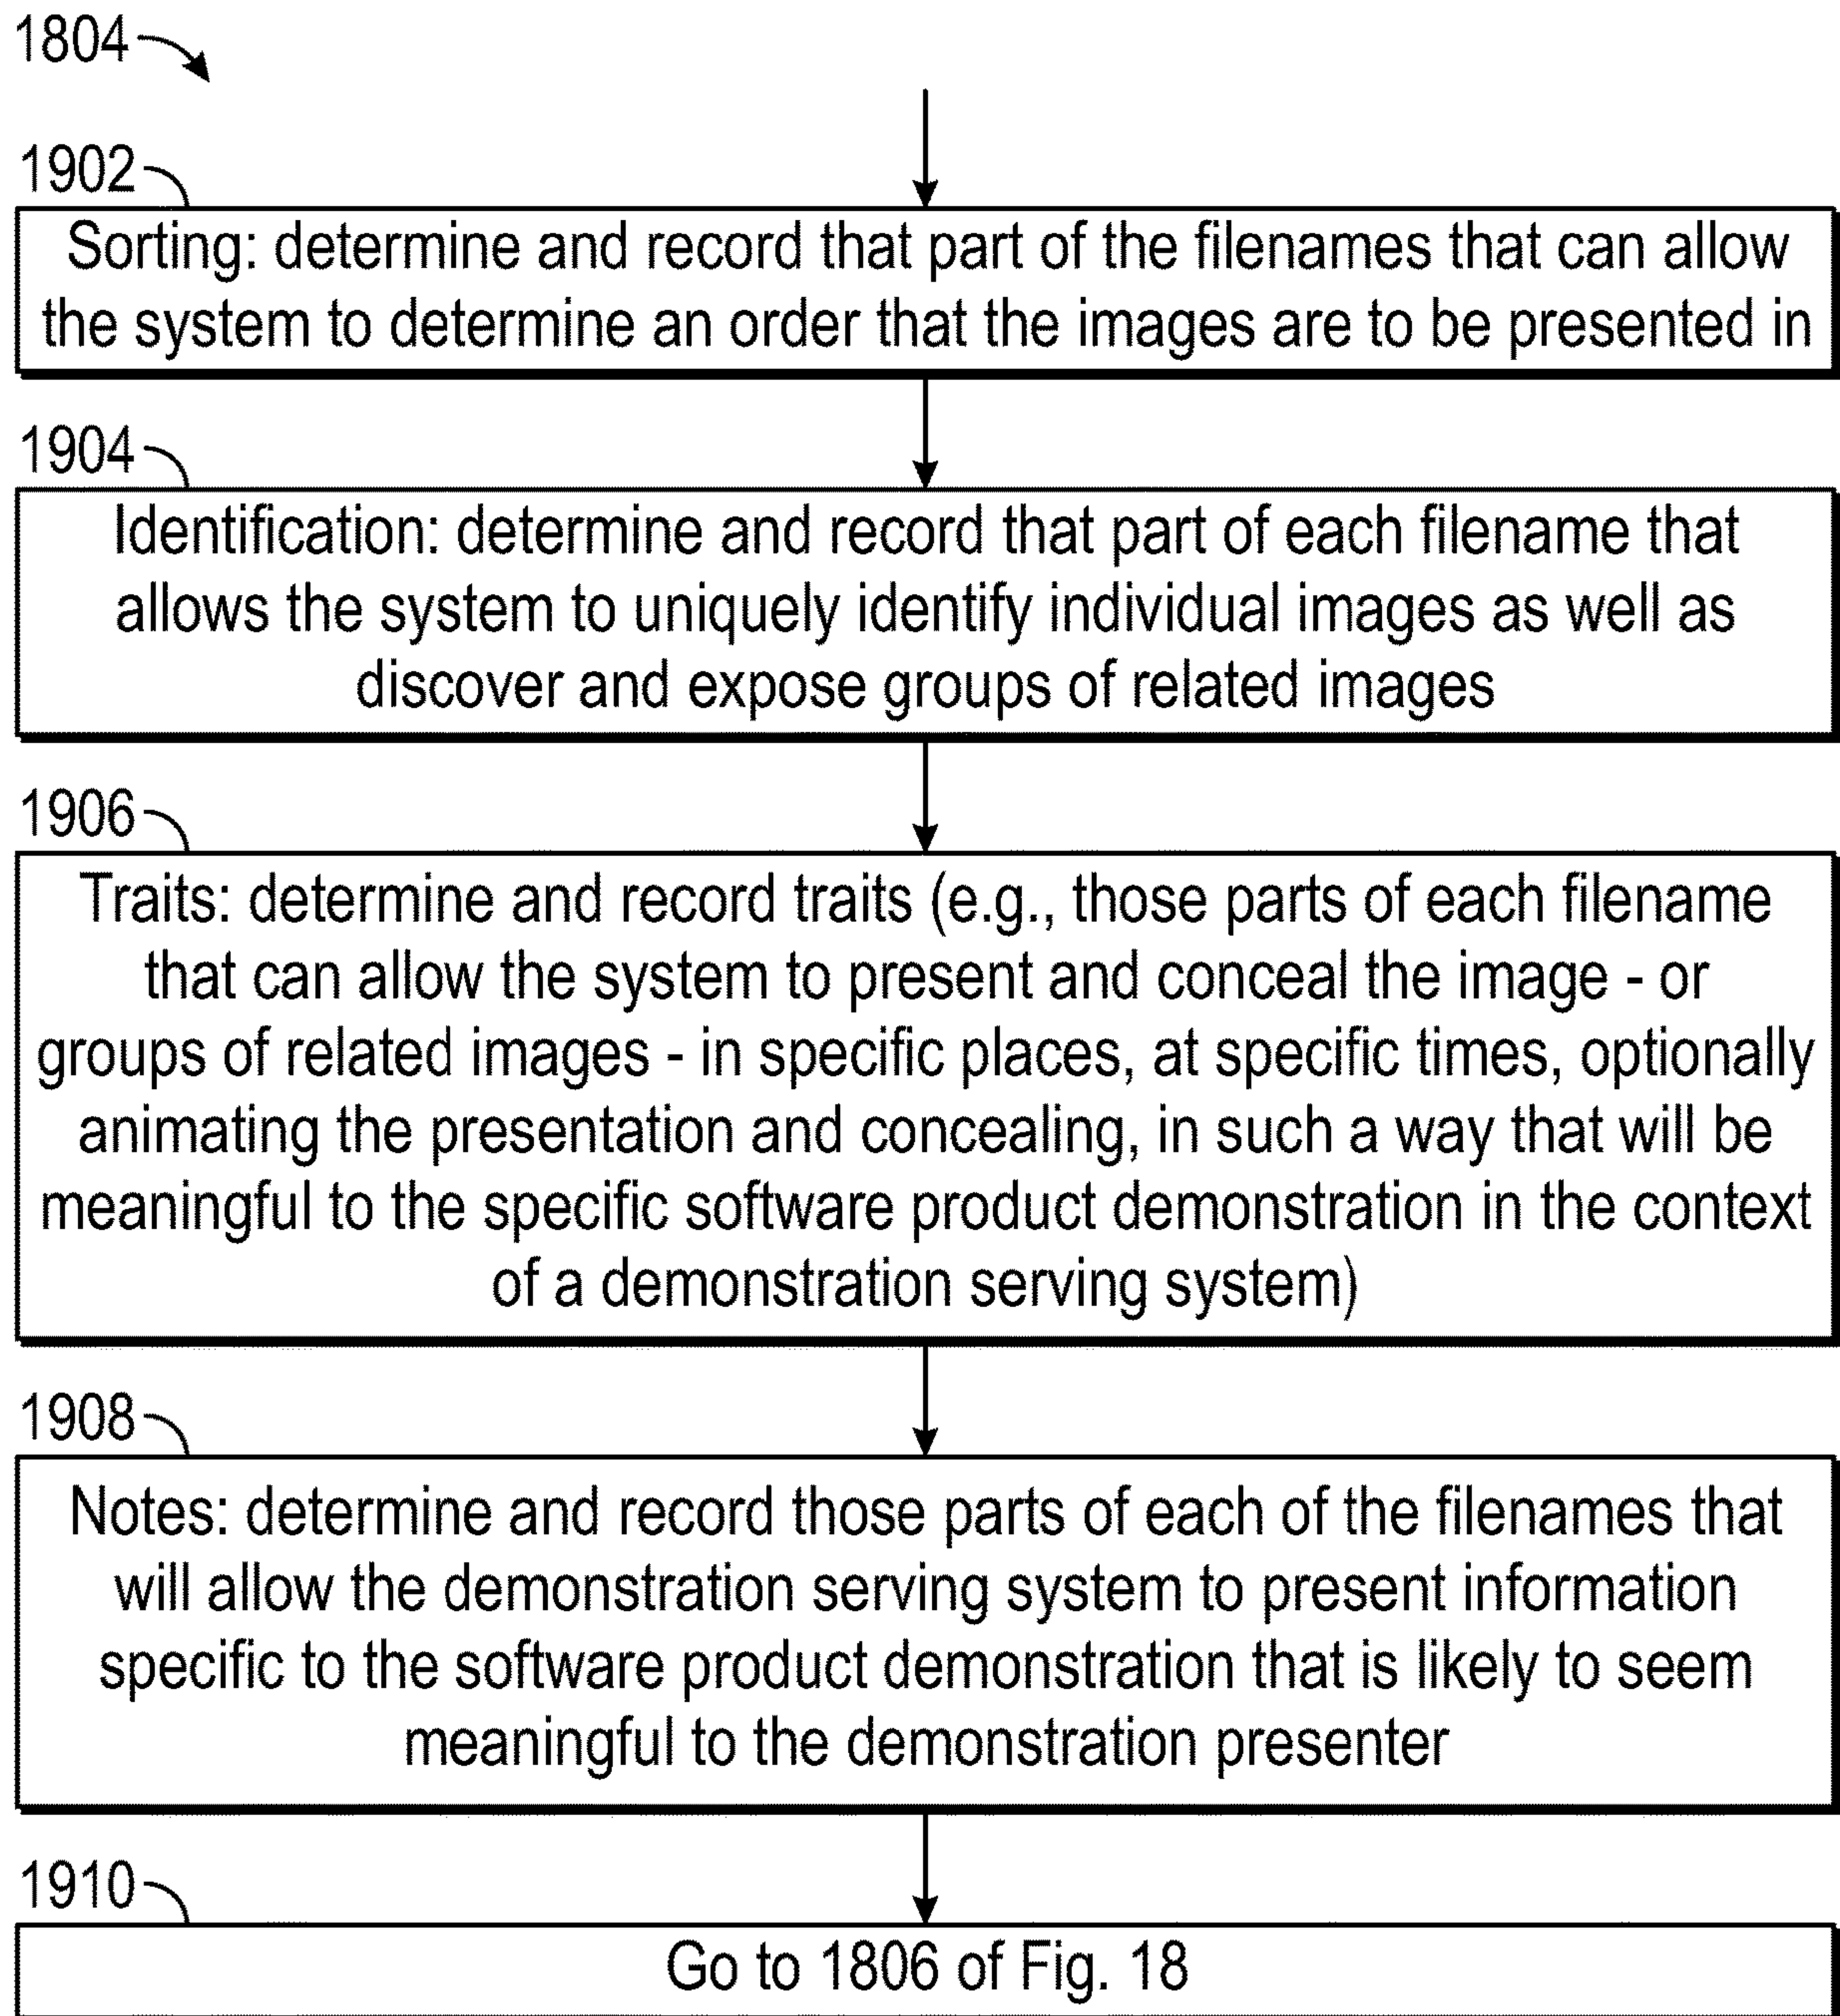 1804
1902
Sorting: determine and record that part of the filenames that can allow
the system to determine an order that the images are to be presented in
1904
Identification: determine and record that part of each filename that
allows the system to uniquely identify individual images as well as
discover and expose groups of related images
1906
Traits: determine and record traits (e.g., those parts of each filename
that can allow the system to present and conceal the image - or
groups of related images - in specific places, at specific times, optionally
animating the presentation and concealing, in such a way that will be
meaningful to the specific software product demonstration in the context
of a demonstration serving system)
1908
Notes: determine and record those parts of each of the filenames that
will allow the demonstration serving system to present information
specific to the software product demonstration that is likely to seem
meaningful to the demonstration presenter
1910
Go to 1806 of Fig. 18